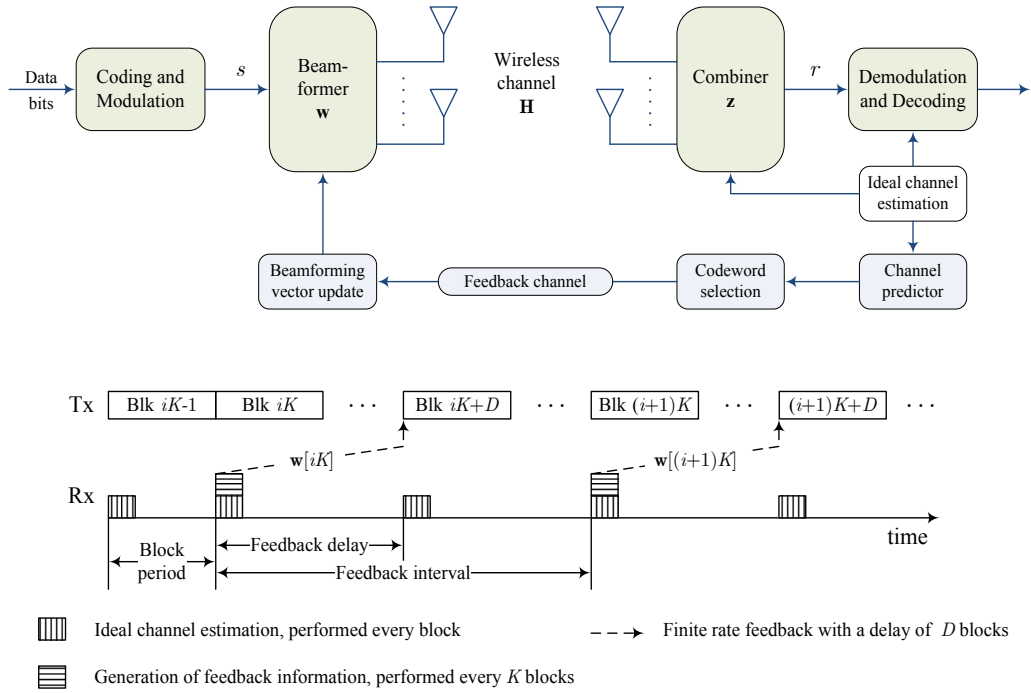 Data
bits
Coding and
Modulation
s
Beam-
former
w
Wireless
channel
H
Combiner
z
r
Demodulation
and Decoding
Ideal channel
estimation
Beamforming
vector update
Feedback channel
Codeword
selection
Channel
predictor
Tx
Blk iK-1
Blk iK
· · ·
Blk iK+D
· · ·
Blk (i+1)K
· · ·
(i+1)K+D
· · ·
w[iK]
w[(i+1)K]
Rx
time
Block
period
Feedback delay
Feedback interval
Ideal channel estimation, performed every block
Finite rate feedback with a delay of D blocks
Generation of feedback information, performed every K blocks